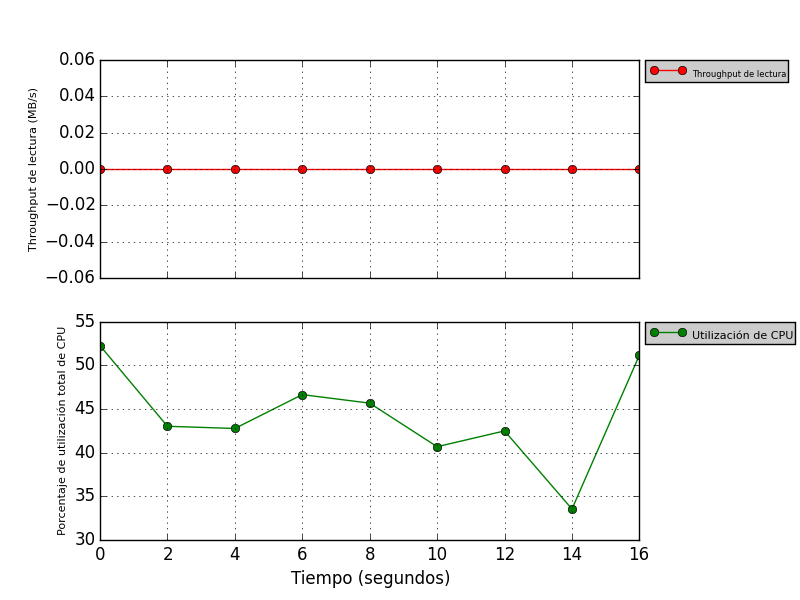 0.06
0.04
0.02
0.00
−0.02
−0.04
−0.06
Throughput de lectura (MB/s)
Throughput de lectura
55
50
45
40
35
30
Porcentaje de utilización total de CPU
Utilización de CPU
0 2 4 6 8 10 12 14 16
Tiempo (segundos)